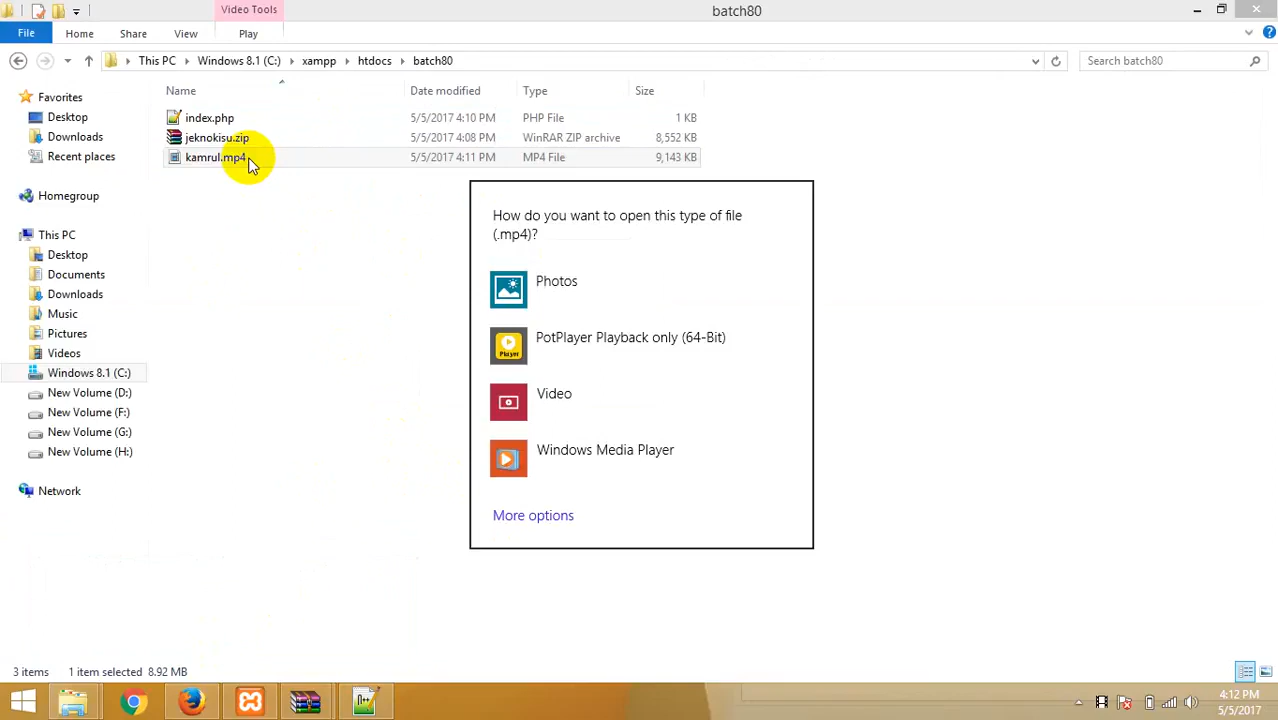 Video Tools
batch80
File Home Share View Play
This PC Windows 8.1 (C:) xampp htdocs batch80
Search batch80
Name Date modified Type Size
index.php 5/5/2017 4:10 PM PHP File 1 KB
jeknokisu.zip 5/5/2017 4:08 PM WinRAR ZIP archive 8,552 KB
kamrul.mp4 5/5/2017 4:11 PM MP4 File 9,143 KB
Favorites
Desktop
Downloads
Recent places
Homegroup
This PC
Desktop
Documents
Downloads
Music
Pictures
Videos
Windows 8.1 (C:)
New Volume (D:)
New Volume (F:)
New Volume (G:)
New Volume (H:)
Network
How do you want to open this type of file
(.mp4)?
Photos
PotPlayer Playback only (64-Bit)
Player
Video
Windows Media Player
More options
3 items 1 item selected 8.92 MB
4:12 PM
5/5/2017